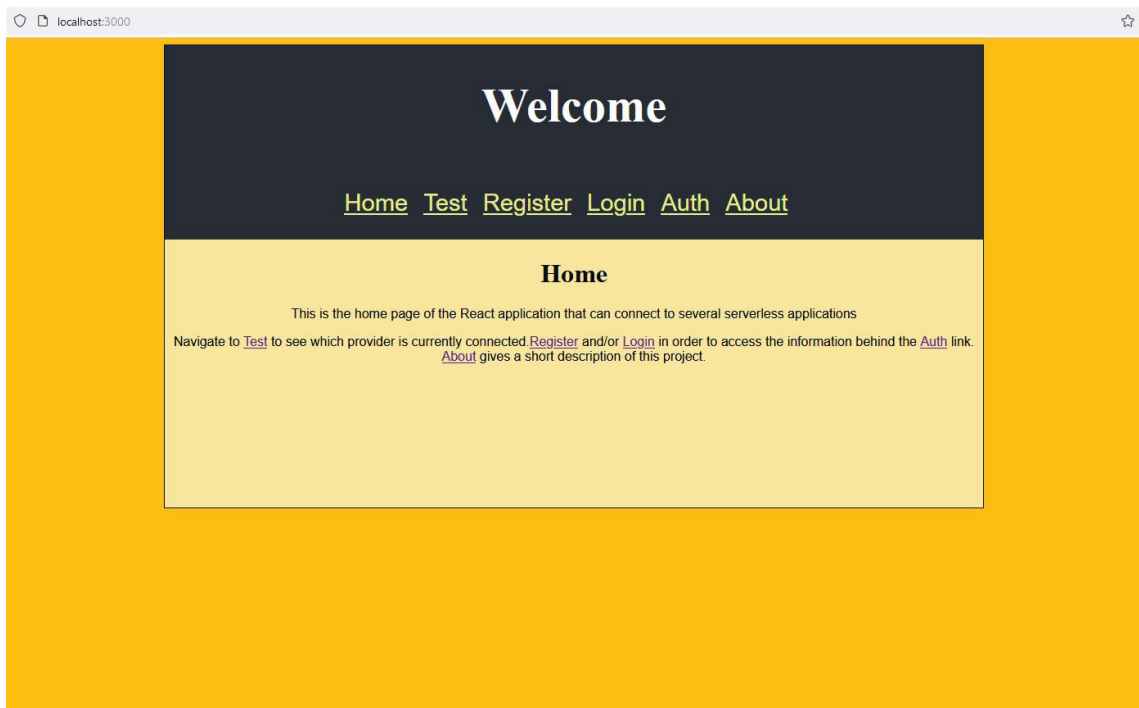 localhost:3000
Welcome
Home Test Register Login Auth About
Home
This is the home page of the React application that can connect to several serverless applications
Navigate to Test to see which provider is currently connected.Register and/or Login in order to access the information behind the Auth link.
About gives a short description of this project.